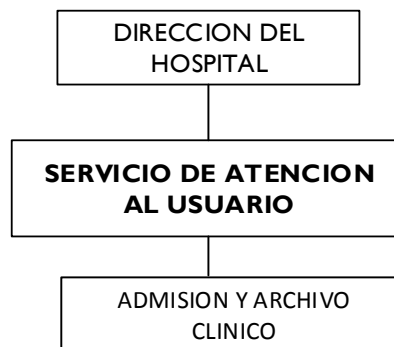 DIRECCION DEL
HOSPITAL
SERVICIO DE ATENCION
AL USUARIO
ADMISION Y ARCHIVO
CLINICO